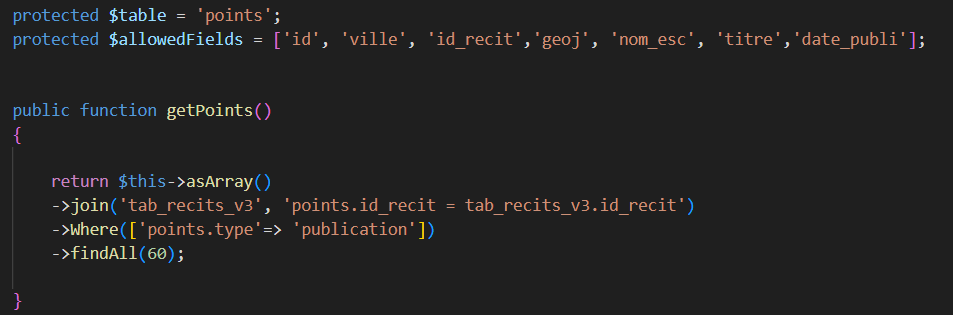 protected $table = 'points';
protected $allowedFields = ['id', 'ville', 'id_recit','geoj', 'nom_esc', 'titre','date_publi'];
public function getPoints()
{
return $this->asArray()
->join('tab_recits_v3', 'points.id_recit = tab_recits_v3.id_recit')
->Where(['points.type'=> 'publication'])
->findAll(60);
}